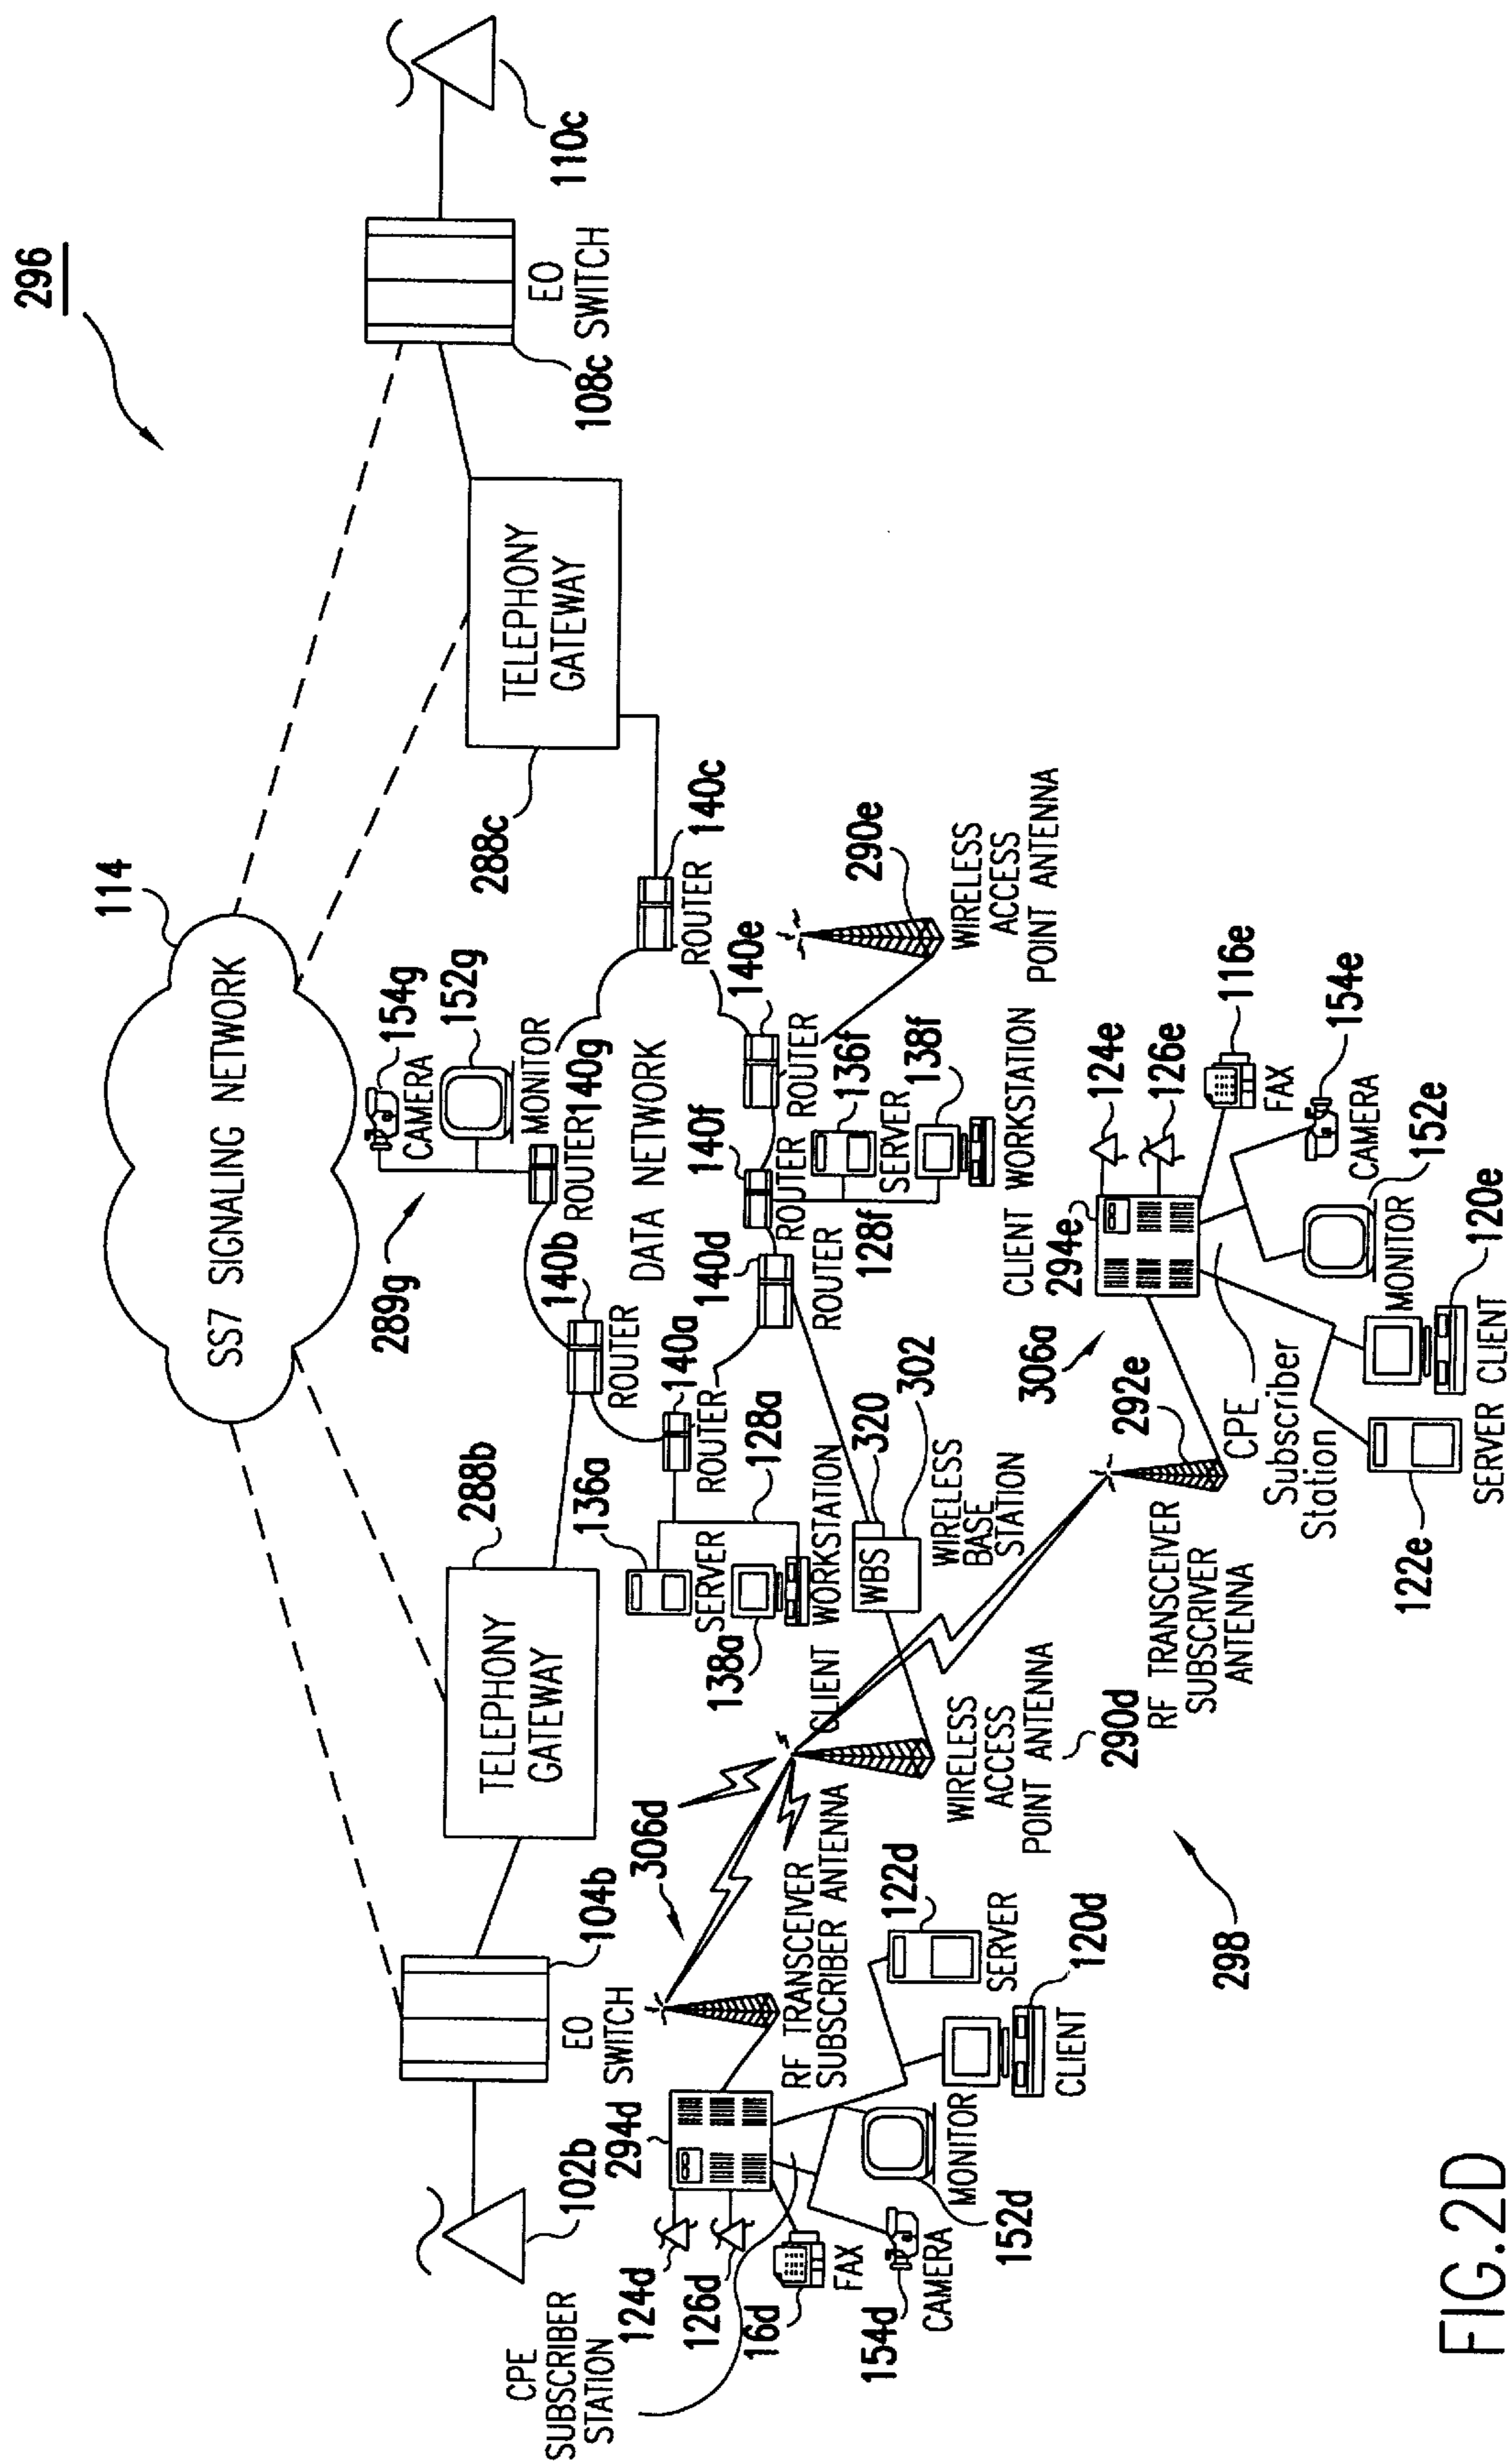 296
114
SS7 SIGNALING NETWORK
110c
EO
SWITCH
108c
TELEPHONY
GATEWAY
288c
154g
CAMERA
152g
MONITOR
289g
ROUTER 140g
140b
ROUTER
DATA NETWORK
140c
ROUTER
140e
ROUTER
290e
WIRELESS
ACCESS
POINT ANTENNA
140f
ROUTER
136f
SERVER
138f
128f
CLIENT WORKSTATION
140d
ROUTER
140a
ROUTER
128a
136a
SERVER
138a
CLIENT WORKSTATION
288b
TELEPHONY
GATEWAY
104b
EO
SWITCH
102b
320
302
WBS
WIRELESS
BASE
STATION
306d
RF TRANSCEIVER
SUBSCRIBER ANTENNA
WIRELESS
ACCESS
POINT ANTENNA
290d
294d
CPE
SUBSCRIBER
STATION
124d
126d
16d
FAX
154d
CAMERA
152d
MONITOR
122d
SERVER
120d
CLIENT
298
292e
RF TRANSCEIVER
SUBSCRIVER
ANTENNA
306a
294e
CPE
Subscriber
Station
124e
126e
116e
FAX
154e
CAMERA
152e
MONITOR
120e
CLIENT
122e
SERVER
FIG.2D